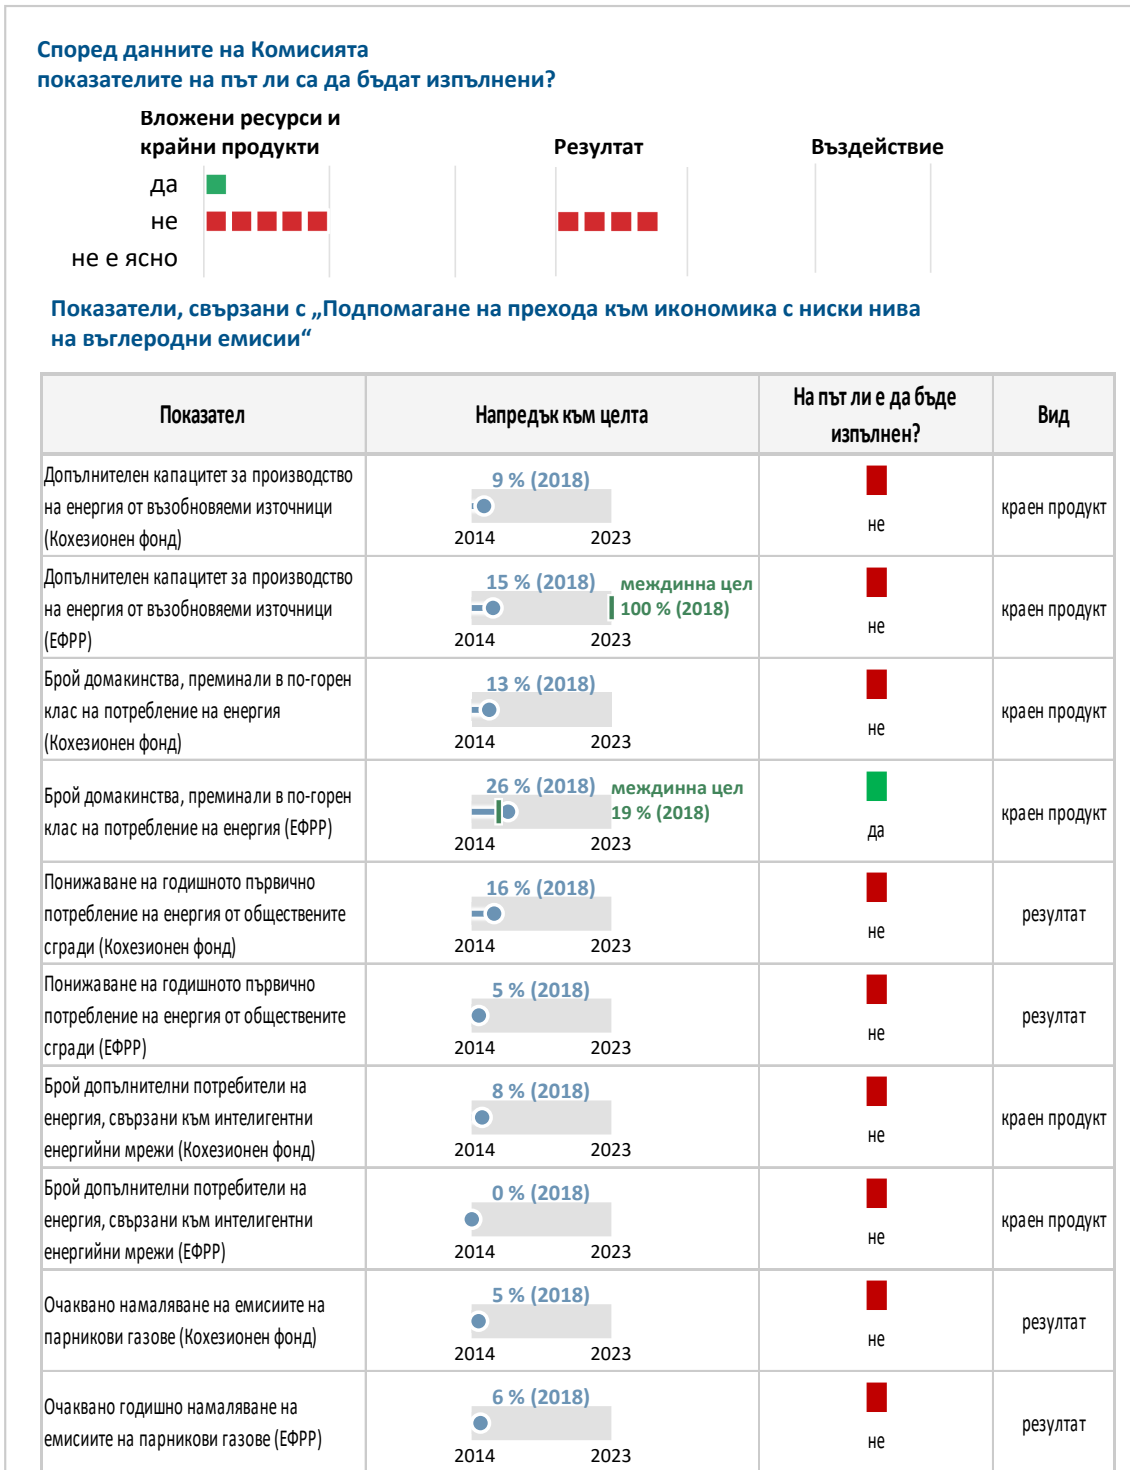 Според данните на Комисията
показателите на път ли са да бъдат изпълнени?
Вложени ресурси и
крайни продукти
Резултат
Въздействие
да
не
не е ясно
Показатели, свързани с „Подпомагане на прехода към икономика с ниски нива
на въглеродни емисии“
Показател
Напредък към целта
На път ли е да бъде
изпълнен?
Вид
Допълнителен капацитет за производство
на енергия от възобновяеми източници
(Кохезионен фонд)
9 % (2018)
2014 2023
не
краен продукт
Допълнителен капацитет за производство
на енергия от възобновяеми източници
(ЕФРР)
15 % (2018)
междинна цел
100 % (2018)
2014 2023
не
краен продукт
Брой домакинства, преминали в по-горен
клас на потребление на енергия
(Кохезионен фонд)
13 % (2018)
2014 2023
не
краен продукт
Брой домакинства, преминали в по-горен
клас на потребление на енергия (ЕФРР)
26 % (2018)
междинна цел
19 % (2018)
2014 2023
да
краен продукт
Понижаване на годишното първично
потребление на енергия от обществените
сгради (Кохезионен фонд)
16 % (2018)
2014 2023
не
резултат
Понижаване на годишното първично
потребление на енергия от обществените
сгради (ЕФРР)
5 % (2018)
2014 2023
не
резултат
Брой допълнителни потребители на
енергия, свързани към интелигентни
енергийни мрежи (Кохезионен фонд)
8 % (2018)
2014 2023
не
краен продукт
Брой допълнителни потребители на
енергия, свързани към интелигентни
енергийни мрежи (ЕФРР)
0 % (2018)
2014 2023
не
краен продукт
Очаквано намаляване на емисиите на
парникови газове (Кохезионен фонд)
5 % (2018)
2014 2023
не
резултат
Очаквано годишно намаляване на
емисиите на парникови газове (ЕФРР)
6 % (2018)
2014 2023
не
резултат